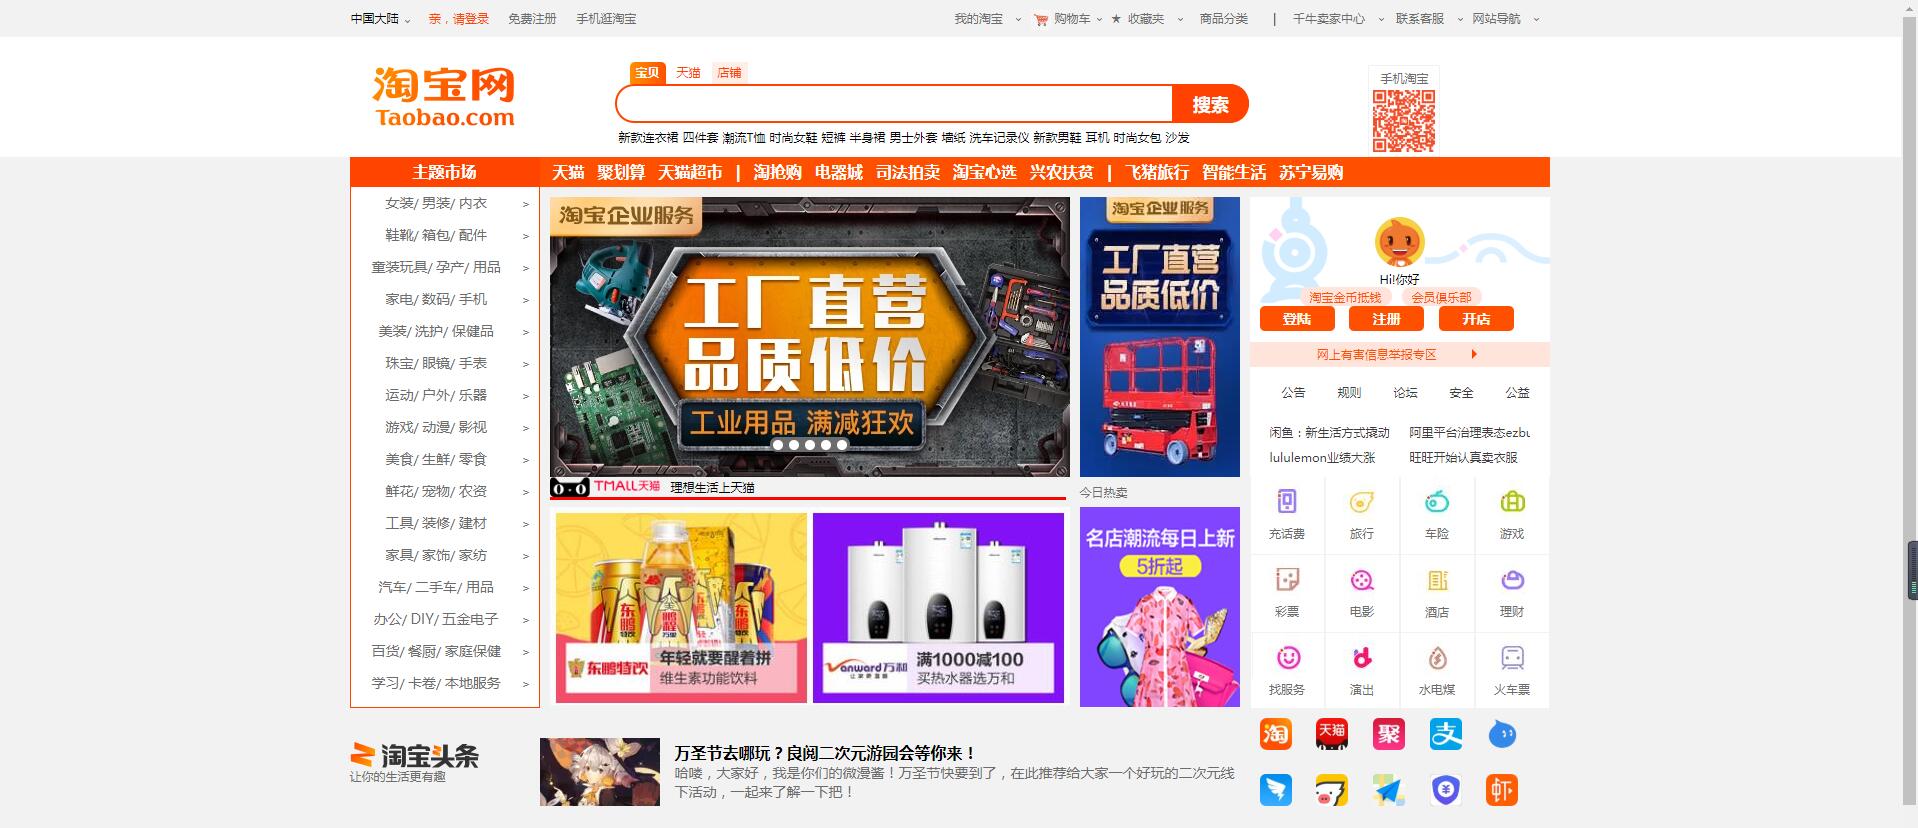 中国大陆 亲，请登录 免费注册 手机逛淘宝 我的淘宝 购物车 ★ 收藏夹 商品分类 | 千牛卖家中心 联系客服 网站导航
宝贝 天猫 店铺
淘宝网
Taobao.com
搜索
新款连衣裙 四件套 潮流T恤 时尚女鞋 短裤 半身裙 男士外套 墙纸 洗车记录仪 新款男鞋 耳机 时尚女包 沙发
手机淘宝
主题市场 天猫 聚划算 天猫超市 | 淘抢购 电器城 司法拍卖 淘宝心选 兴农扶贫 | 飞猪旅行 智能生活 苏宁易购
女装/ 男装/ 内衣 >
鞋靴/ 箱包/ 配件 >
童装玩具/ 孕产/ 用品 >
家电/ 数码/ 手机 >
美装/ 洗护/ 保健品 >
珠宝/ 眼镜/ 手表 >
运动/ 户外/ 乐器 >
游戏/ 动漫/ 影视 >
美食/ 生鲜/ 零食 >
鲜花/ 宠物/ 农资 >
工具/ 装修/ 建材 >
家具/ 家饰/ 家纺 >
汽车/ 二手车/ 用品 >
办公/ DIY/ 五金电子 >
百货/ 餐厨/ 家庭保健 >
学习/ 卡卷/ 本地服务 >
淘宝企业服务
工厂直营
品质低价
工业用品 满减狂欢
淘宝企业服务
工厂直营
品质低价
TMALL天猫 理想生活上天猫
今日热卖
东鹏特饮
年轻就要醒着拼
维生素功能饮料
Vanward万和
让家更温暖
满1000减100
买热水器选万和
名店潮流每日上新
5折起
Hi!你好
淘宝金币抵钱 会员俱乐部
登陆 注册 开店
网上有害信息举报专区
公告 规则 论坛 安全 公益
闲鱼：新生活方式撬动 阿里平台治理表态ezbu
lululemon业绩大涨 旺旺开始认真卖衣服
充话费 旅行 车险 游戏
彩票 电影 酒店 理财
找服务 演出 水电煤 火车票
淘 天猫 聚 支
虾
淘宝头条
让你的生活更有趣
万圣节去哪玩？良阅二次元游园会等你来！
哈喽，大家好，我是你们的微漫酱！万圣节快要到了，在此推荐给大家一个好玩的二次元线
下活动，一起来了解一下把！